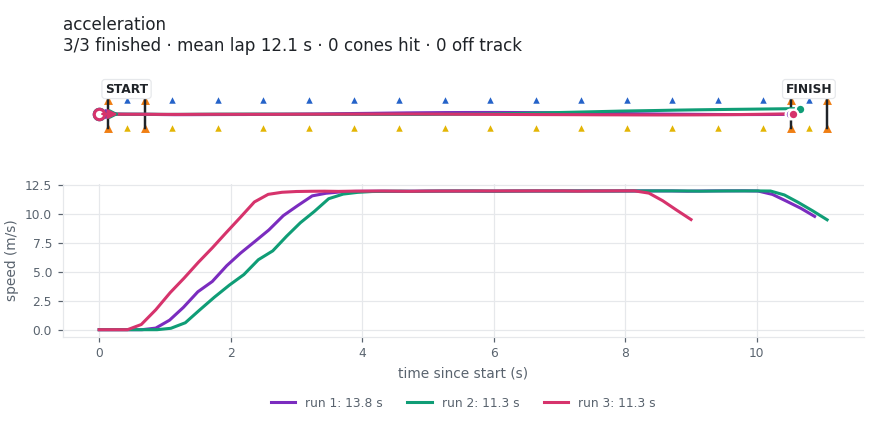 acceleration
3/3 finished · mean lap 12.1 s · 0 cones hit · 0 off track
START
FINISH
12.5
10.0
7.5
5.0
2.5
0.0
speed (m/s)
0 2 4 6 8 10
time since start (s)
run 1: 13.8 s run 2: 11.3 s run 3: 11.3 s